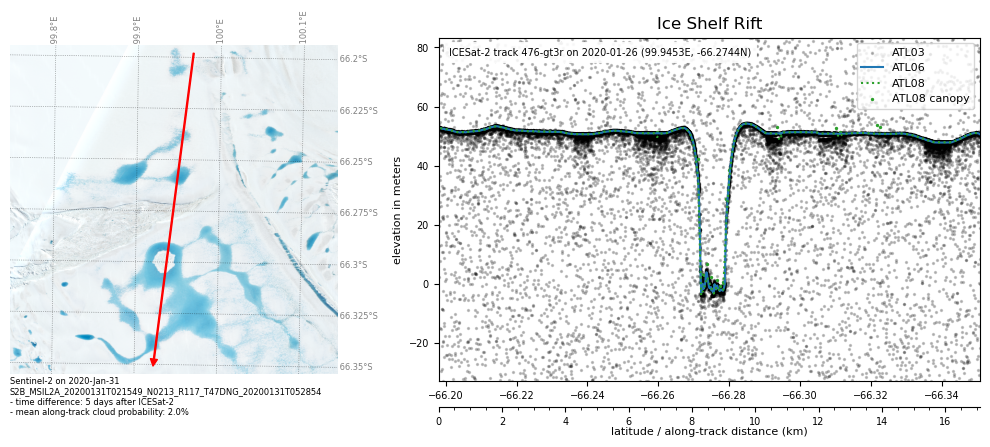 Ice Shelf Rift
99.8°E
99.9°E
100°E
100.1°E
66.2°S
66.225°S
66.25°S
66.275°S
66.3°S
66.325°S
66.35°S
Sentinel-2 on 2020-Jan-31
S2B_MSIL2A_20200131T021549_N0213_R117_T47DNG_20200131T052854
- time difference: 5 days after ICESat-2
- mean along-track cloud probability: 2.0%
ICESat-2 track 476-gt3r on 2020-01-26 (99.9453E, -66.2744N)
ATL03
ATL06
ATL08
ATL08 canopy
elevation in meters
80
60
40
20
0
−20
−66.20
−66.22
−66.24
−66.26
−66.28
−66.30
−66.32
−66.34
0
2
4
6
8
10
12
14
16
latitude / along-track distance (km)